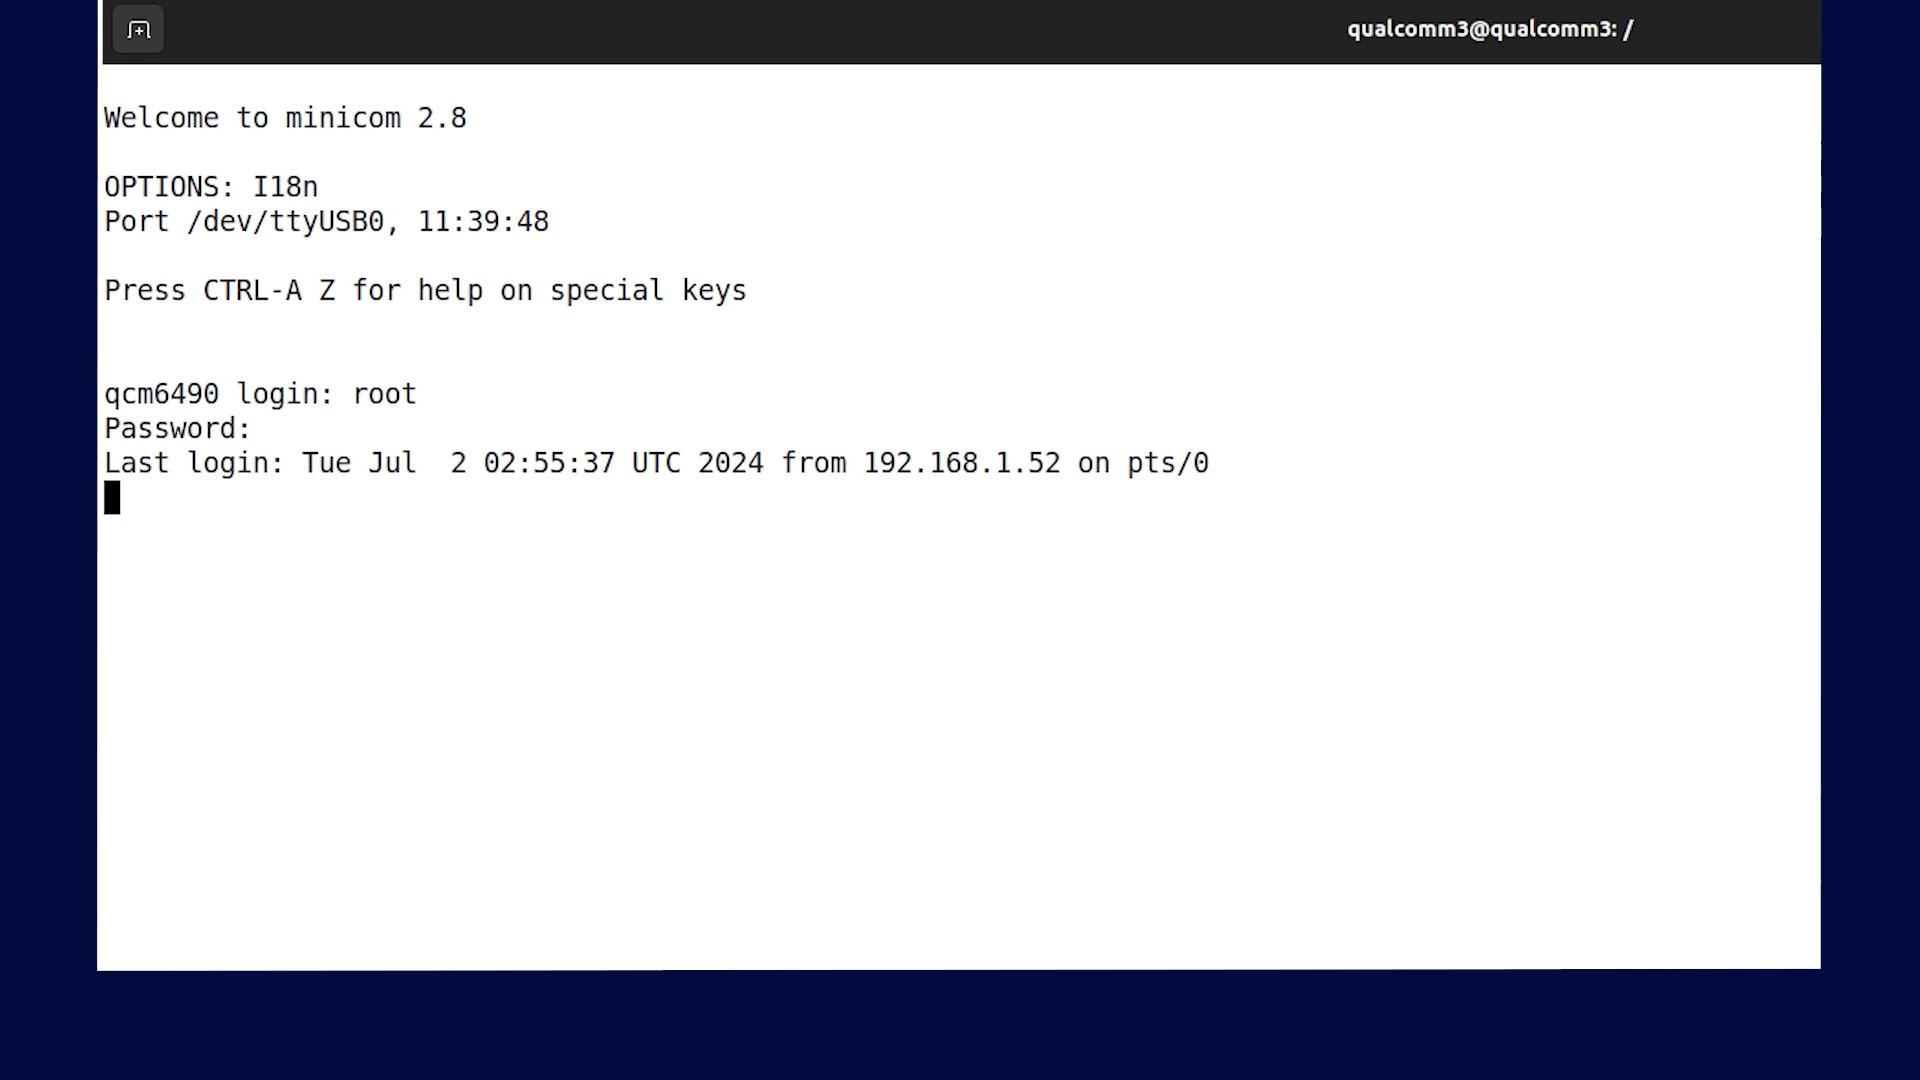 qualcomm3@qualcomm3: /
Welcome to minicom 2.8
OPTIONS: I18n
Port /dev/ttyUSB0, 11:39:48
Press CTRL-A Z for help on special keys
qcm6490 login: root
Password:
Last login: Tue Jul  2 02:55:37 UTC 2024 from 192.168.1.52 on pts/0